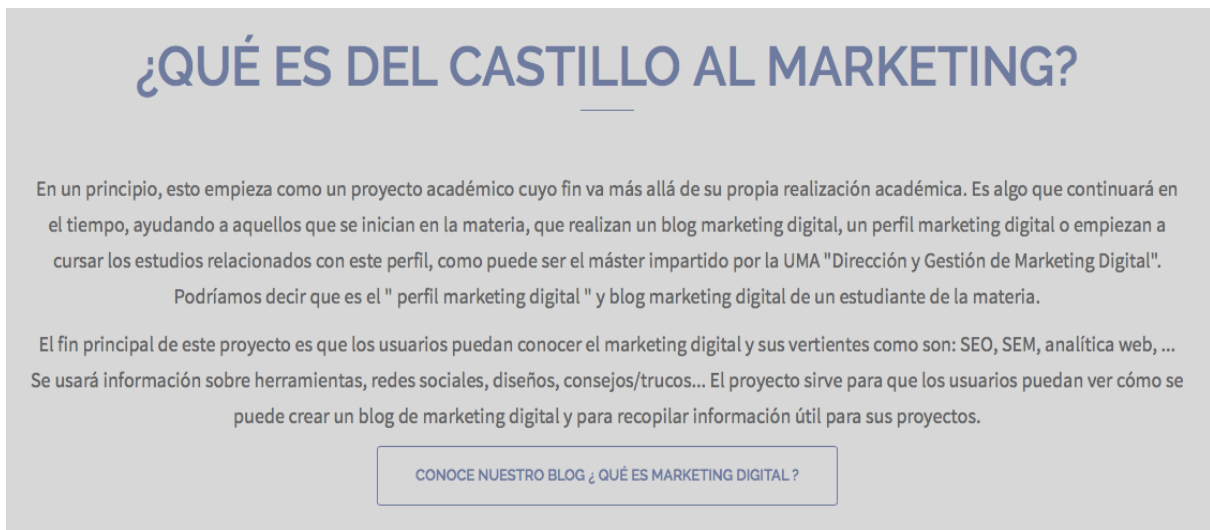 ¿QUÉ ES DEL CASTILLO AL MARKETING?
En un principio, esto empieza como un proyecto académico cuyo fin va más allá de su propia realización académica. Es algo que continuará en
el tiempo, ayudando a aquellos que se inician en la materia, que realizan un blog marketing digital, un perfil marketing digital o empiezan a
cursar los estudios relacionados con este perfil, como puede ser el máster impartido por la UMA "Dirección y Gestión de Marketing Digital".
Podríamos decir que es el " perfil marketing digital " y blog marketing digital de un estudiante de la materia.
El fin principal de este proyecto es que los usuarios puedan conocer el marketing digital y sus vertientes como son: SEO, SEM, analítica web, ...
Se usará información sobre herramientas, redes sociales, diseños, consejos/trucos... El proyecto sirve para que los usuarios puedan ver cómo se
puede crear un blog de marketing digital y para recopilar información útil para sus proyectos.
CONOCE NUESTRO BLOG ¿ QUÉ ES MARKETING DIGITAL ?